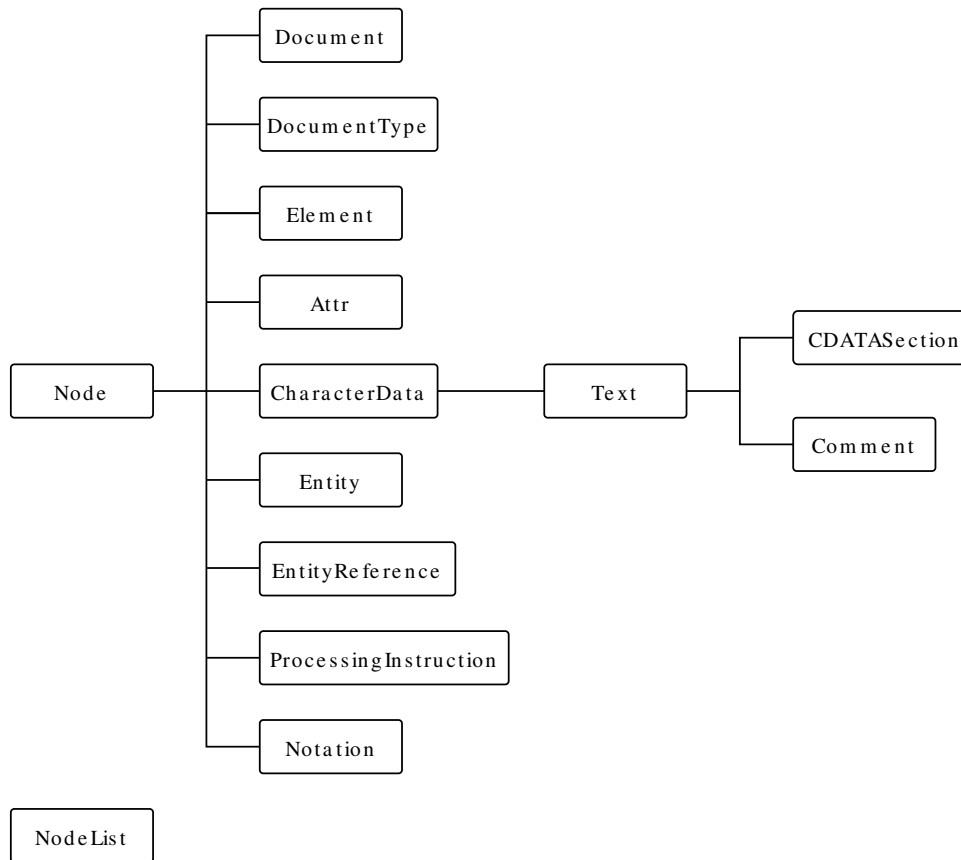 Document
DocumentType
Element
Attr
CDATASection
Node
CharacterData
Text
Comment
Entity
EntityReference
ProcessingInstruction
Notation
NodeList